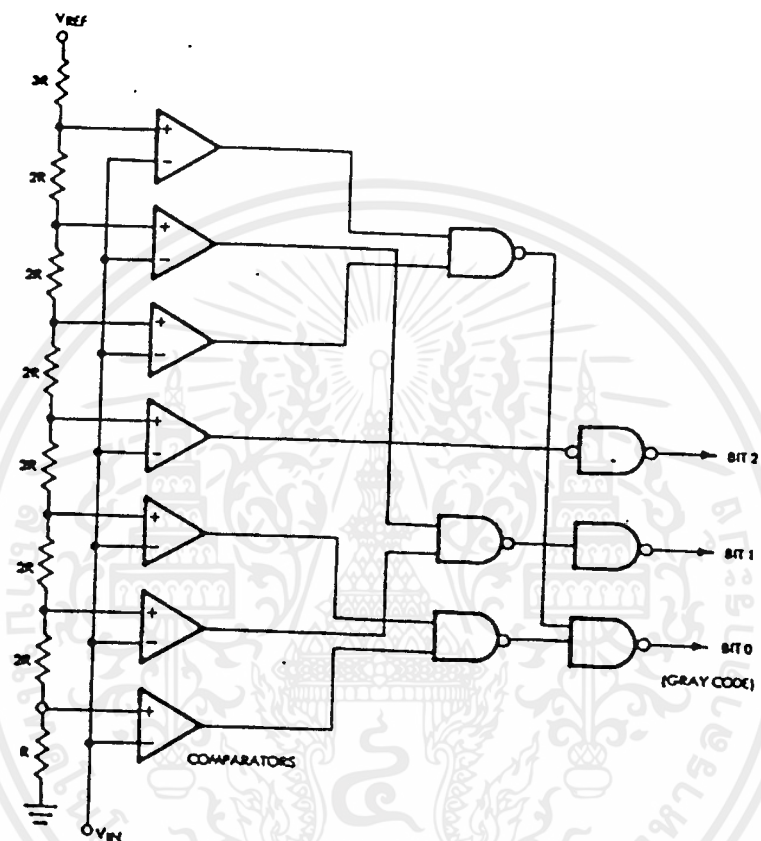 VREF
3R
+
−
2R
+
−
2R
+
−
2R
+
−
BIT 2
2R
+
−
BIT 1
2R
+
−
BIT 0
(GRAY CODE)
2R
+
−
R
COMPARATORS
VIN